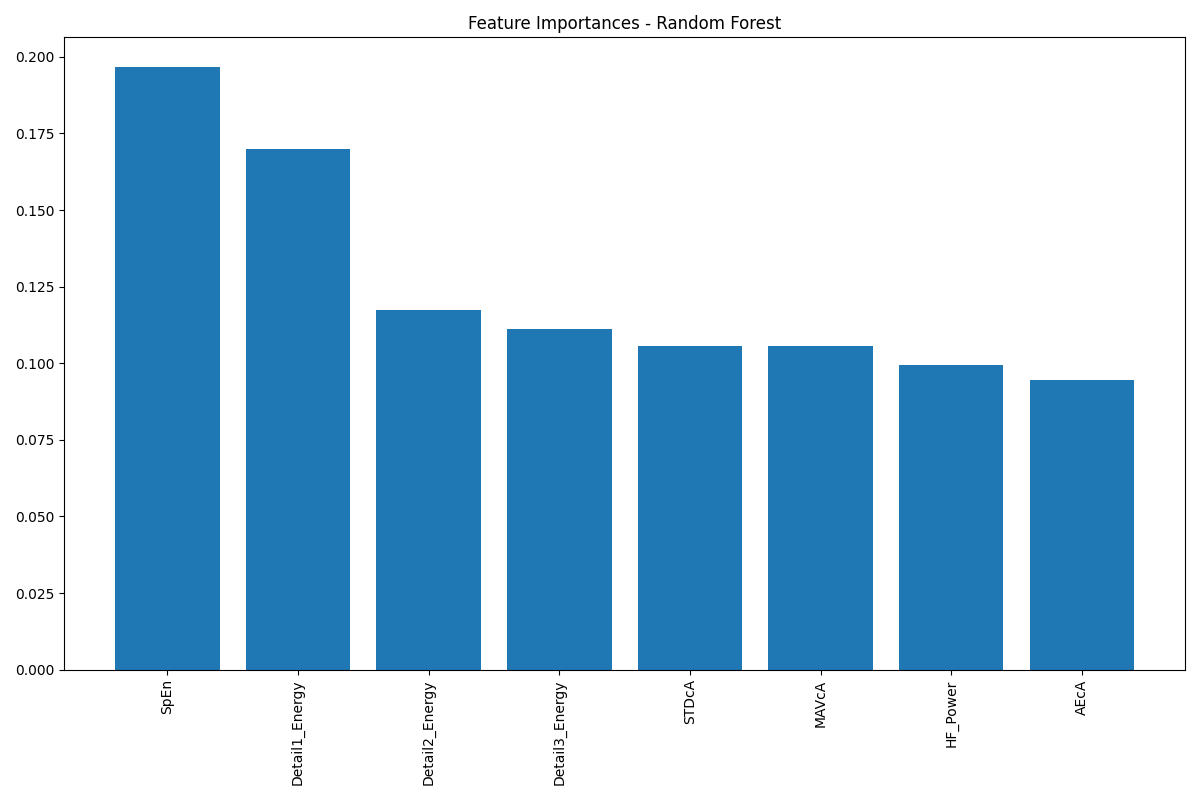 Feature Importances - Random Forest
0.200
0.175
0.150
0.125
0.100
0.075
0.050
0.025
0.000
SpEn
Detail1_Energy
Detail2_Energy
Detail3_Energy
STDcA
MAVcA
HF_Power
AEcA